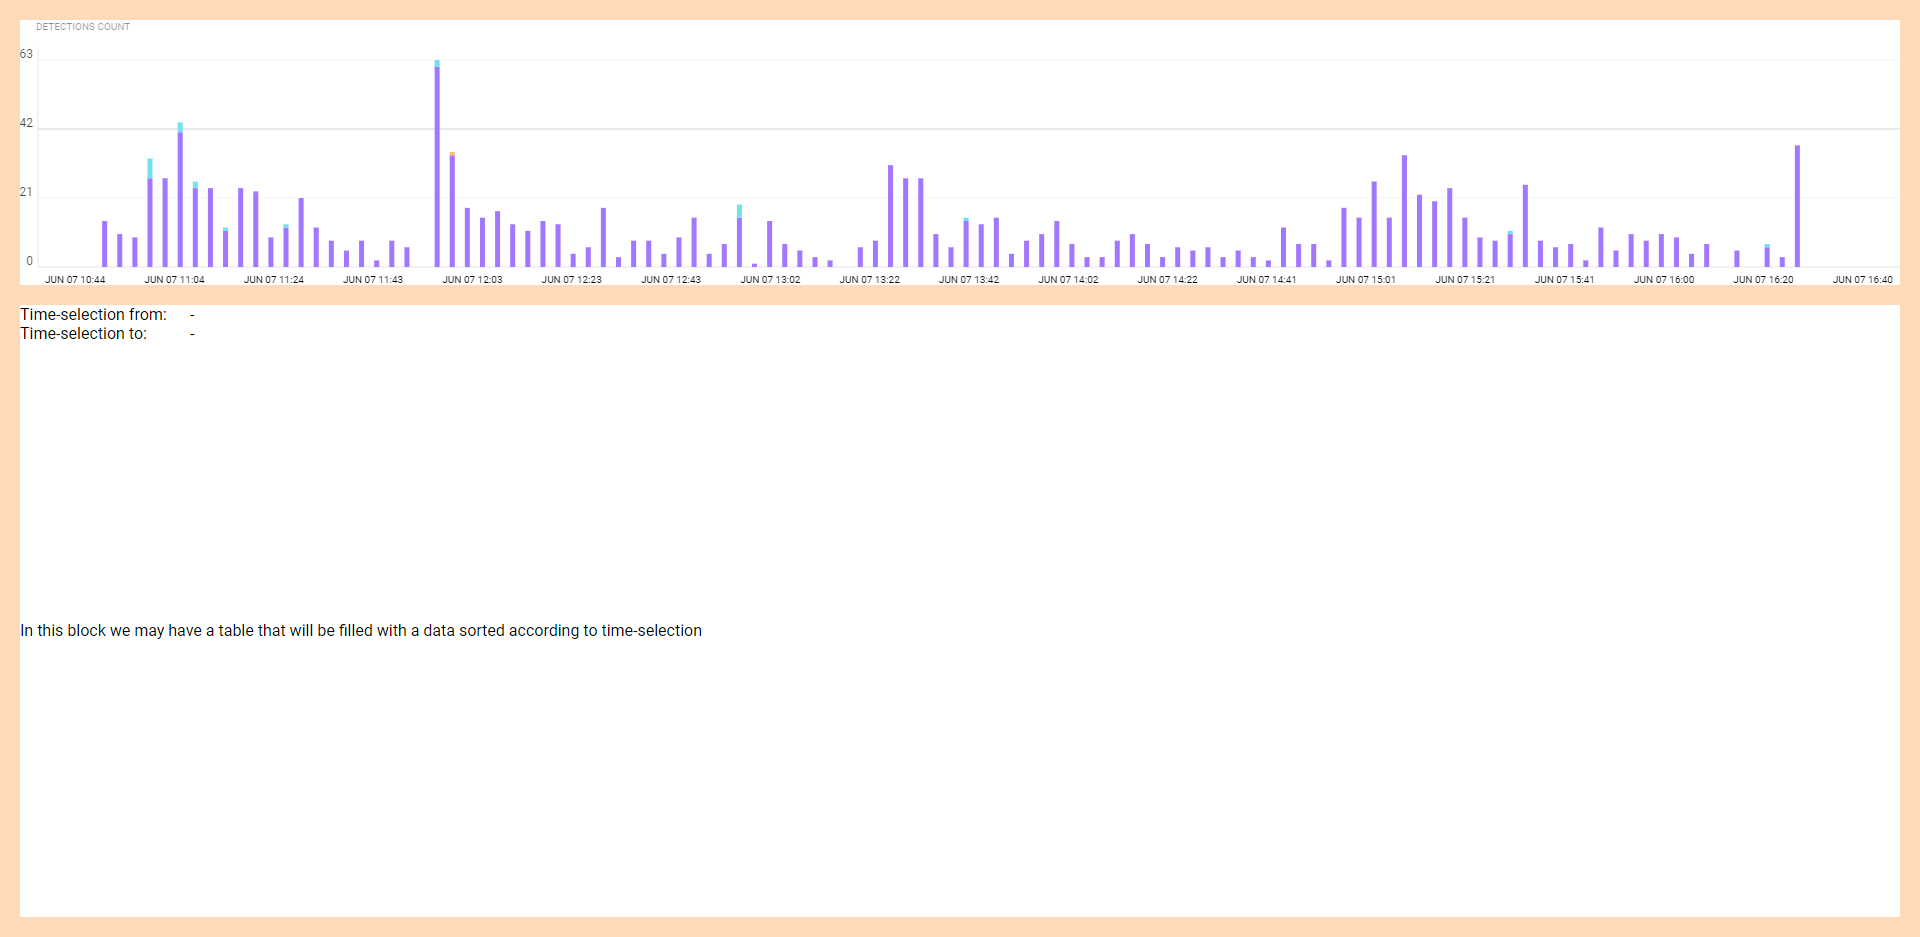 DETECTIONS COUNT
63
42
21
0
JUN 07 10:44 JUN 07 11:04 JUN 07 11:24 JUN 07 11:43 JUN 07 12:03 JUN 07 12:23 JUN 07 12:43 JUN 07 13:02 JUN 07 13:22 JUN 07 13:42 JUN 07 14:02 JUN 07 14:22 JUN 07 14:41 JUN 07 15:01 JUN 07 15:21 JUN 07 15:41 JUN 07 16:00 JUN 07 16:20 JUN 07 16:40
Time-selection from: -
Time-selection to: -
In this block we may have a table that will be filled with a data sorted according to time-selection